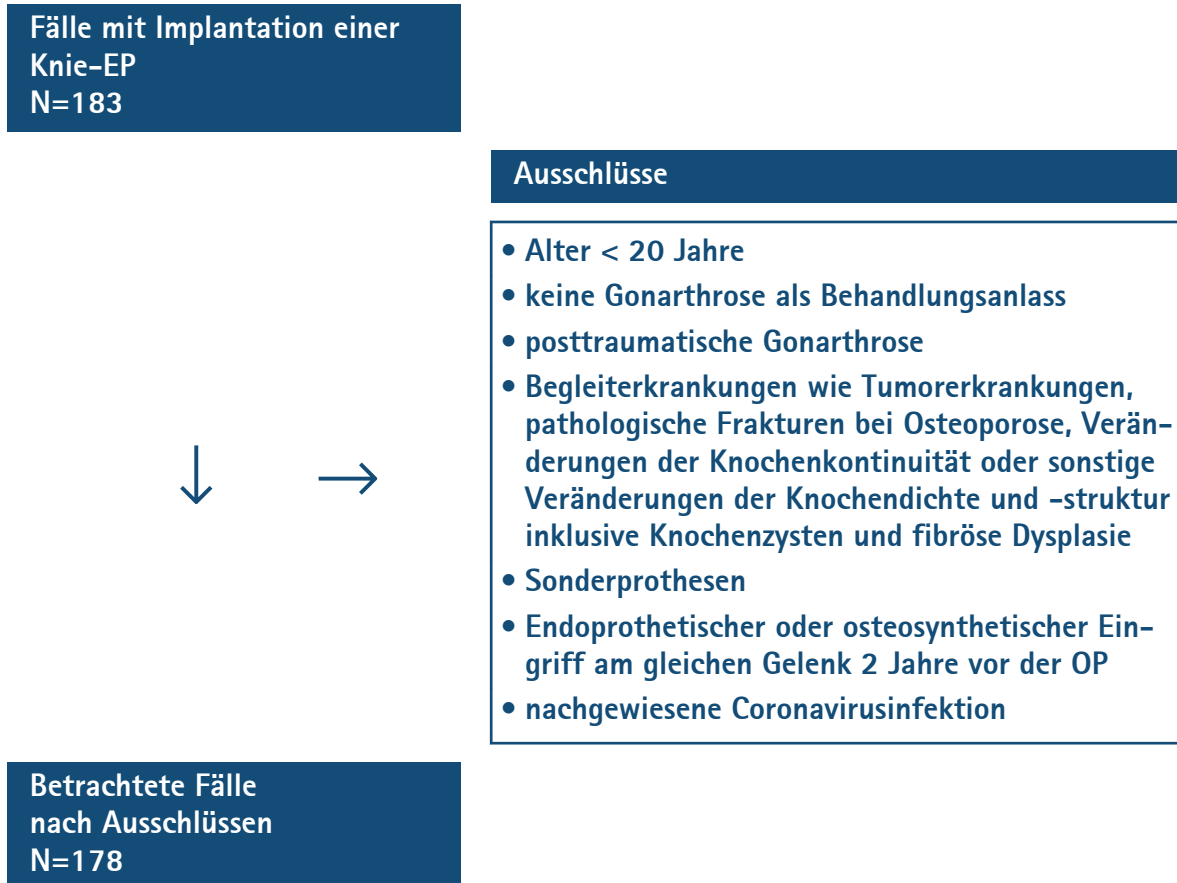 Fälle mit Implantation einer
Knie-EP
N=183
Ausschlüsse
• Alter < 20 Jahre
• keine Gonarthrose als Behandlungsanlass
• posttraumatische Gonarthrose
• Begleiterkrankungen wie Tumorerkrankungen,
pathologische Frakturen bei Osteoporose, Verän-
derungen der Knochenkontinuität oder sonstige
Veränderungen der Knochendichte und -struktur
inklusive Knochenzysten und fibröse Dysplasie
• Sonderprothesen
• Endoprothetischer oder osteosynthetischer Ein-
griff am gleichen Gelenk 2 Jahre vor der OP
• nachgewiesene Coronavirusinfektion
Betrachtete Fälle
nach Ausschlüssen
N=178